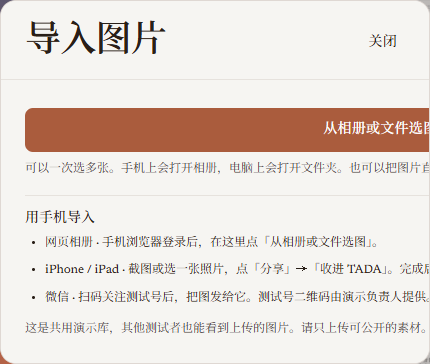 导入图片
关闭
从相册或文件选
可以一次选多张。手机上会打开相册，电脑上会打开文件夹。也可以把图片
用手机导入
• 网页相册 · 手机浏览器登录后，在这里点「从相册或文件选图」。
• iPhone / iPad · 截图或选一张照片，点「分享」→「收进 TADA」。完成
• 微信 · 扫码关注测试号后，把图发给它。测试号二维码由演示负责人提供
这是共用演示库，其他测试者也能看到上传的图片。请只上传可公开的素材。